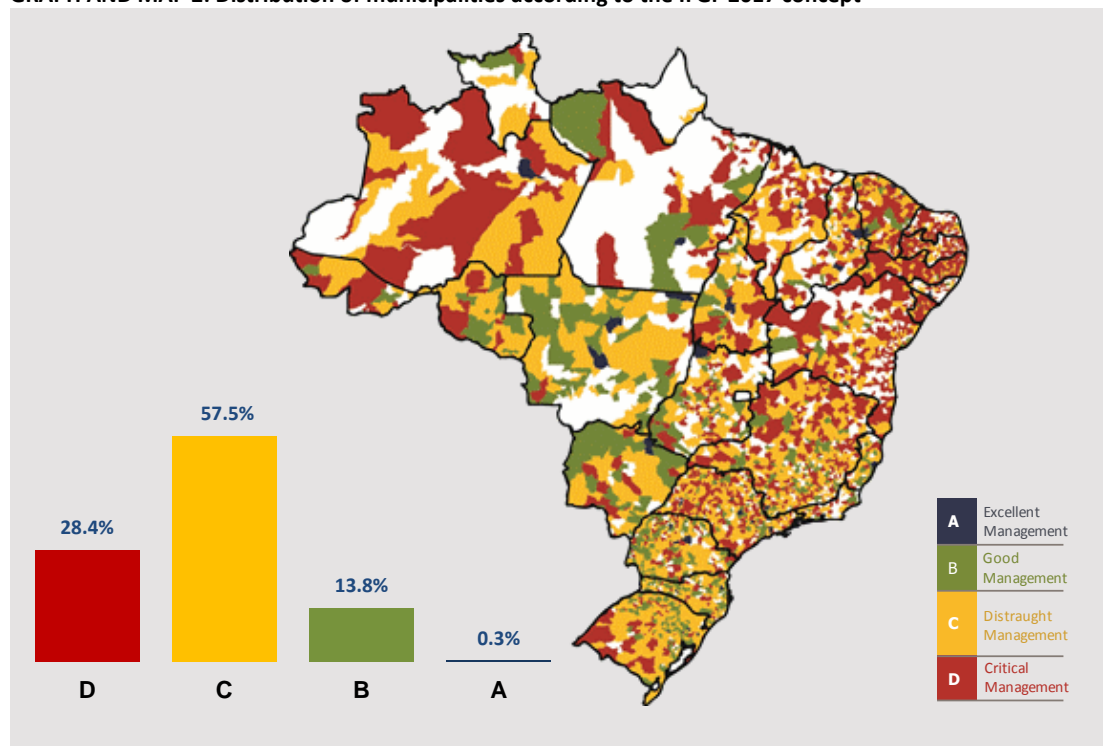 57.5%
28.4%
13.8%
0.3%
D
C
B
A
A
Excellent
Management
B
Good
Management
C
Distraught
Management
D
Critical
Management